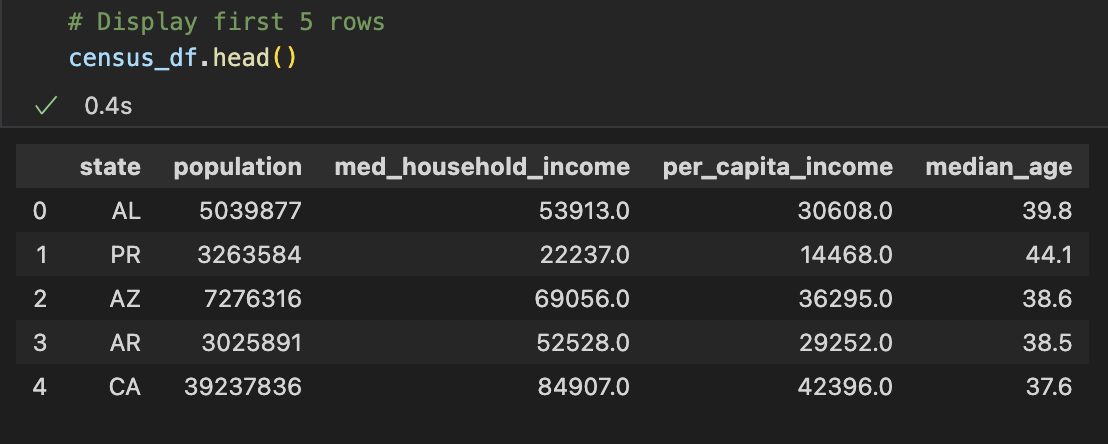 # Display first 5 rows
census_df.head()
0.4s
state population med_household_income per_capita_income median_age
0 AL 5039877 53913.0 30608.0 39.8
1 PR 3263584 22237.0 14468.0 44.1
2 AZ 7276316 69056.0 36295.0 38.6
3 AR 3025891 52528.0 29252.0 38.5
4 CA 39237836 84907.0 42396.0 37.6